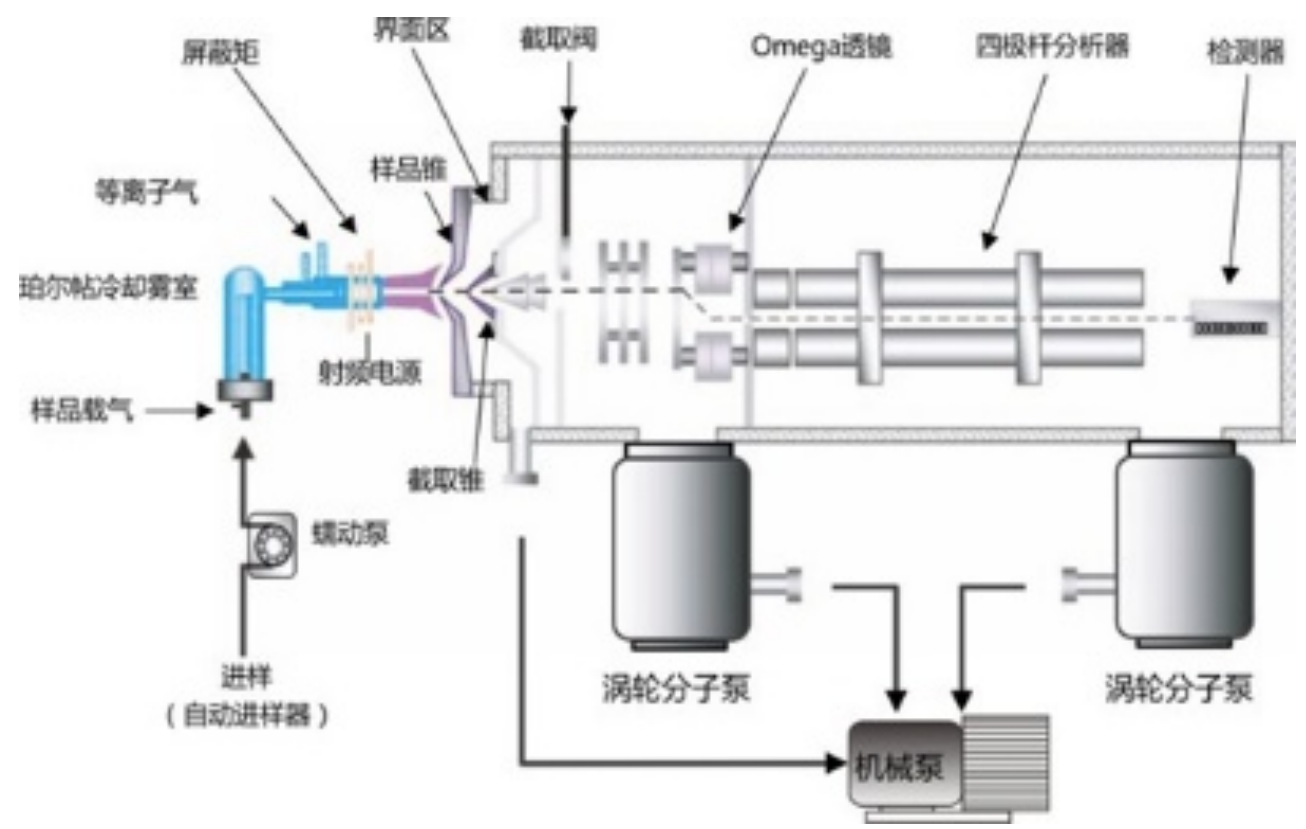 界面区
截取阀
屏蔽矩
Omega透镜
四极杆分析器
检测器
样品锥
等离子气
珀尔帖冷却雾室
射频电源
样品载气
截取锥
蠕动泵
进样
（自动进样器）
涡轮分子泵
涡轮分子泵
机械泵